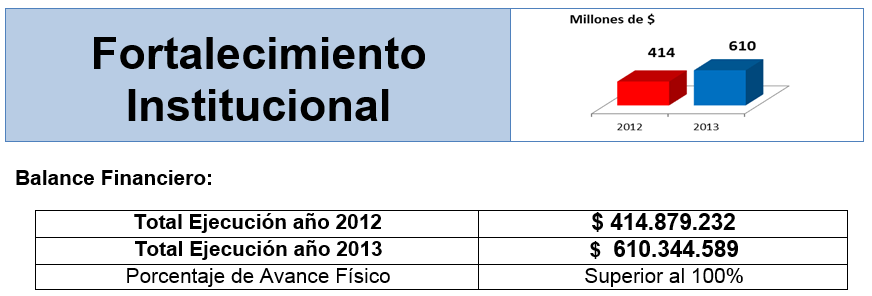 Fortalecimiento
Institucional
Millones de $
414
610
2012
2013
Balance Financiero:
Total Ejecución año 2012 $ 414.879.232
Total Ejecución año 2013 $ 610.344.589
Porcentaje de Avance Físico Superior al 100%